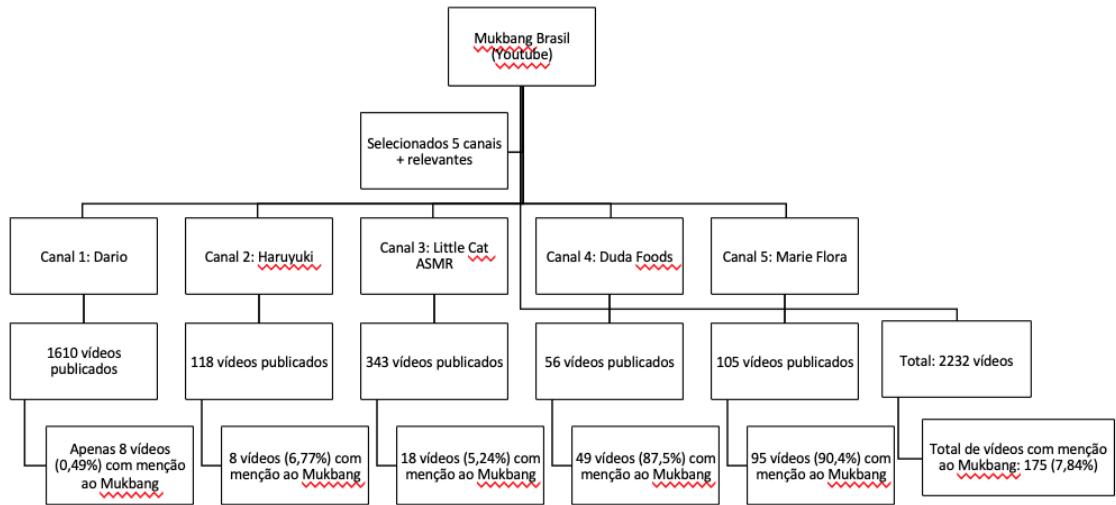 Mukbang Brasil
(Youtube)
Selecionados 5 canais
+ relevantes
Canal 1: Dario
Canal 2: Haruyuki
Canal 3: Little Cat
ASMR
Canal 4: Duda Foods
Canal 5: Marie Flora
1610 vídeos
publicados
118 vídeos publicados
343 vídeos publicados
56 vídeos publicados
105 vídeos publicados
Total: 2232 vídeos
Apenas 8 vídeos
(0,49%) com menção
ao Mukbang
8 vídeos (6,77%) com
menção ao Mukbang
18 vídeos (5,24%) com
menção ao Mukbang
49 vídeos (87,5%) com
menção ao Mukbang
95 vídeos (90,4%) com
menção ao Mukbang
Total de vídeos com menção
ao Mukbang: 175 (7,84%)